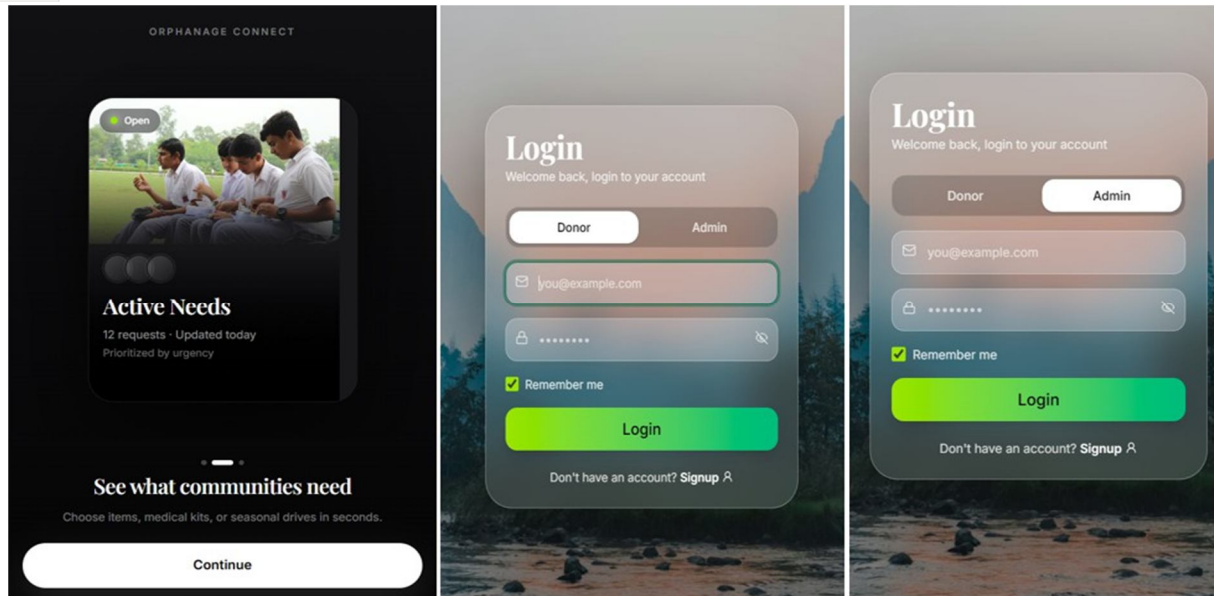 ORPHANAGE CONNECT
Open
Active Needs
12 requests · Updated today
Prioritized by urgency
See what communities need
Choose items, medical kits, or seasonal drives in seconds.
Continue
Login
Welcome back, login to your account
Donor Admin
you@example.com
••••••••
Remember me
Login
Don't have an account? Signup
Login
Welcome back, login to your account
Donor Admin
you@example.com
••••••••
Remember me
Login
Don't have an account? Signup